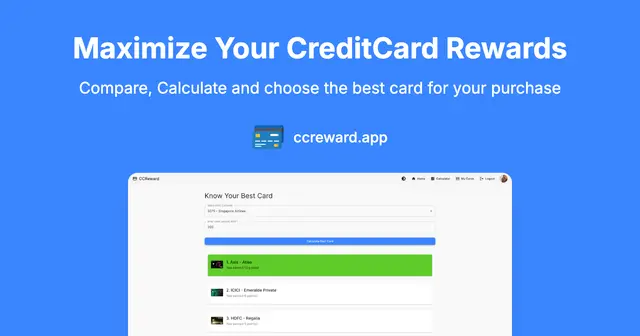 Maximize Your CreditCard Rewards
Compare, Calculate and choose the best card for your purchase
ccreward.app
CCReward
Home
Calculator
My Cards
Logout
Know Your Best Card
Singapore Airlines
Calculate Best Card
1. Axis - Atlas
2. ICICI - Emeralde Private
3. HDFC - Regalia